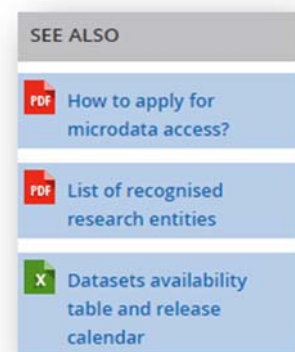 SEE ALSO
PDF How to apply for
microdata access?
PDF List of recognised
research entities
X Datasets availability
table and release
calendar